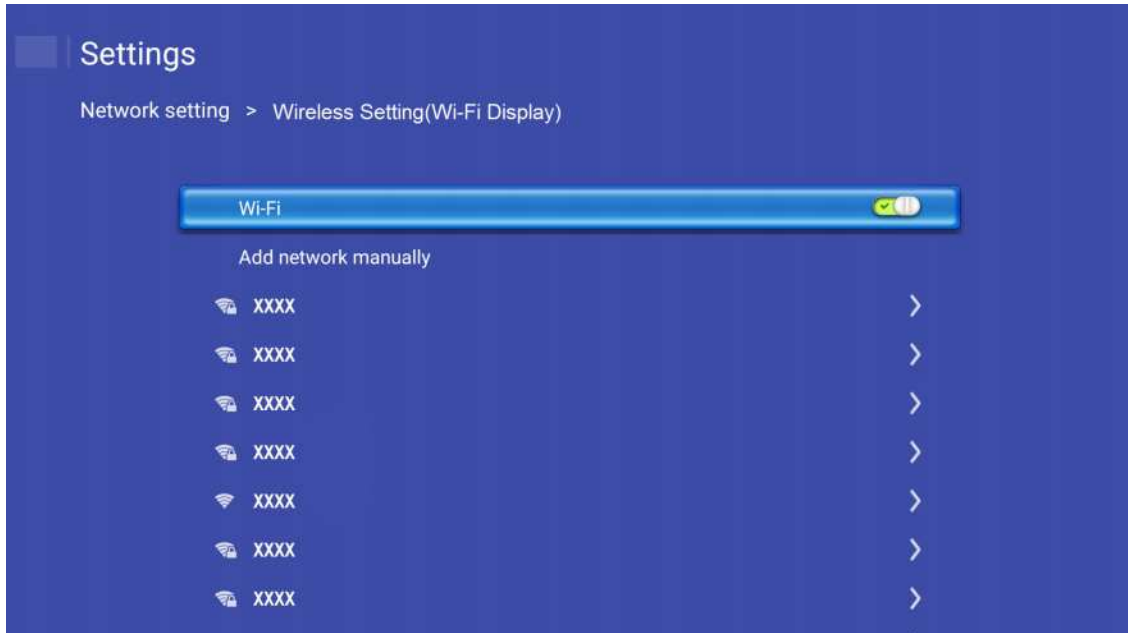 Settings
Network setting > Wireless Setting(Wi-Fi Display)
Wi-Fi
Add network manually
XXXX
XXXX
XXXX
XXXX
XXXX
XXXX
XXXX